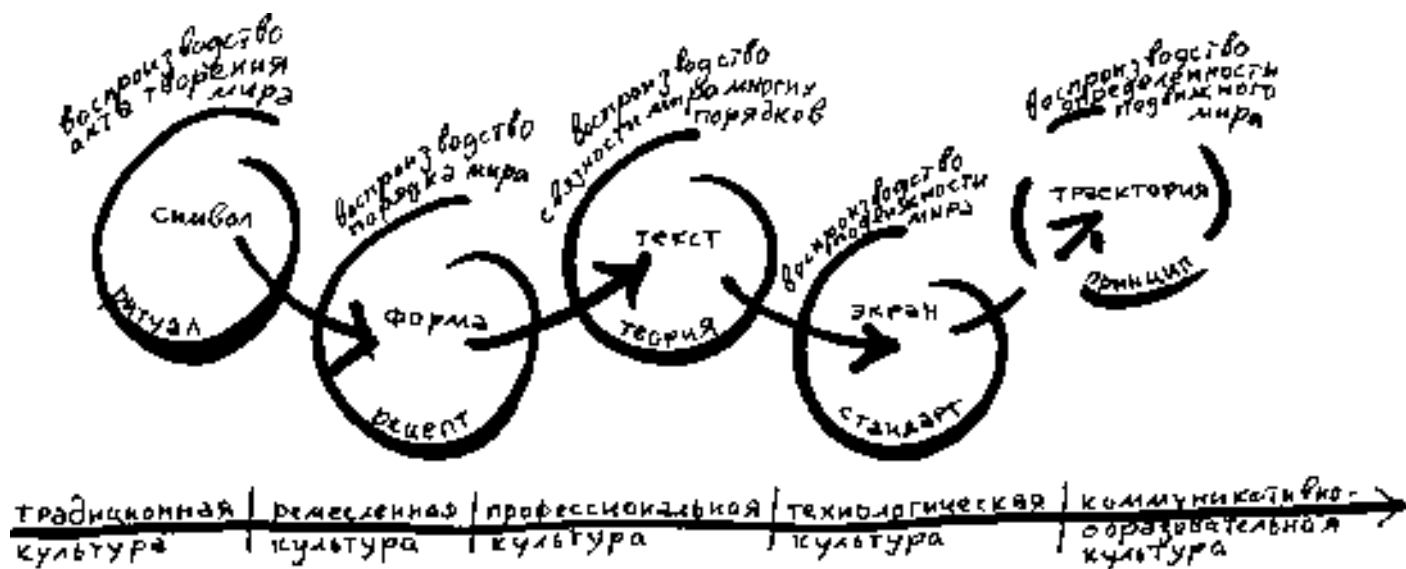 воспроизводство
акта творения
мира
символ
ритуал
воспроизводство
порядка мира
форма
рецепт
воспроизводство
связности мира многих
порядков
текст
теория
воспроизводство
подвижности
мира
экран
стандарт
воспроизводство
определенности
подвижного
мира
траектория
принцип
традиционная
культура
ремесленная
культура
профессиональная
культура
технологическая
культура
коммуникативно-
образовательная
культура